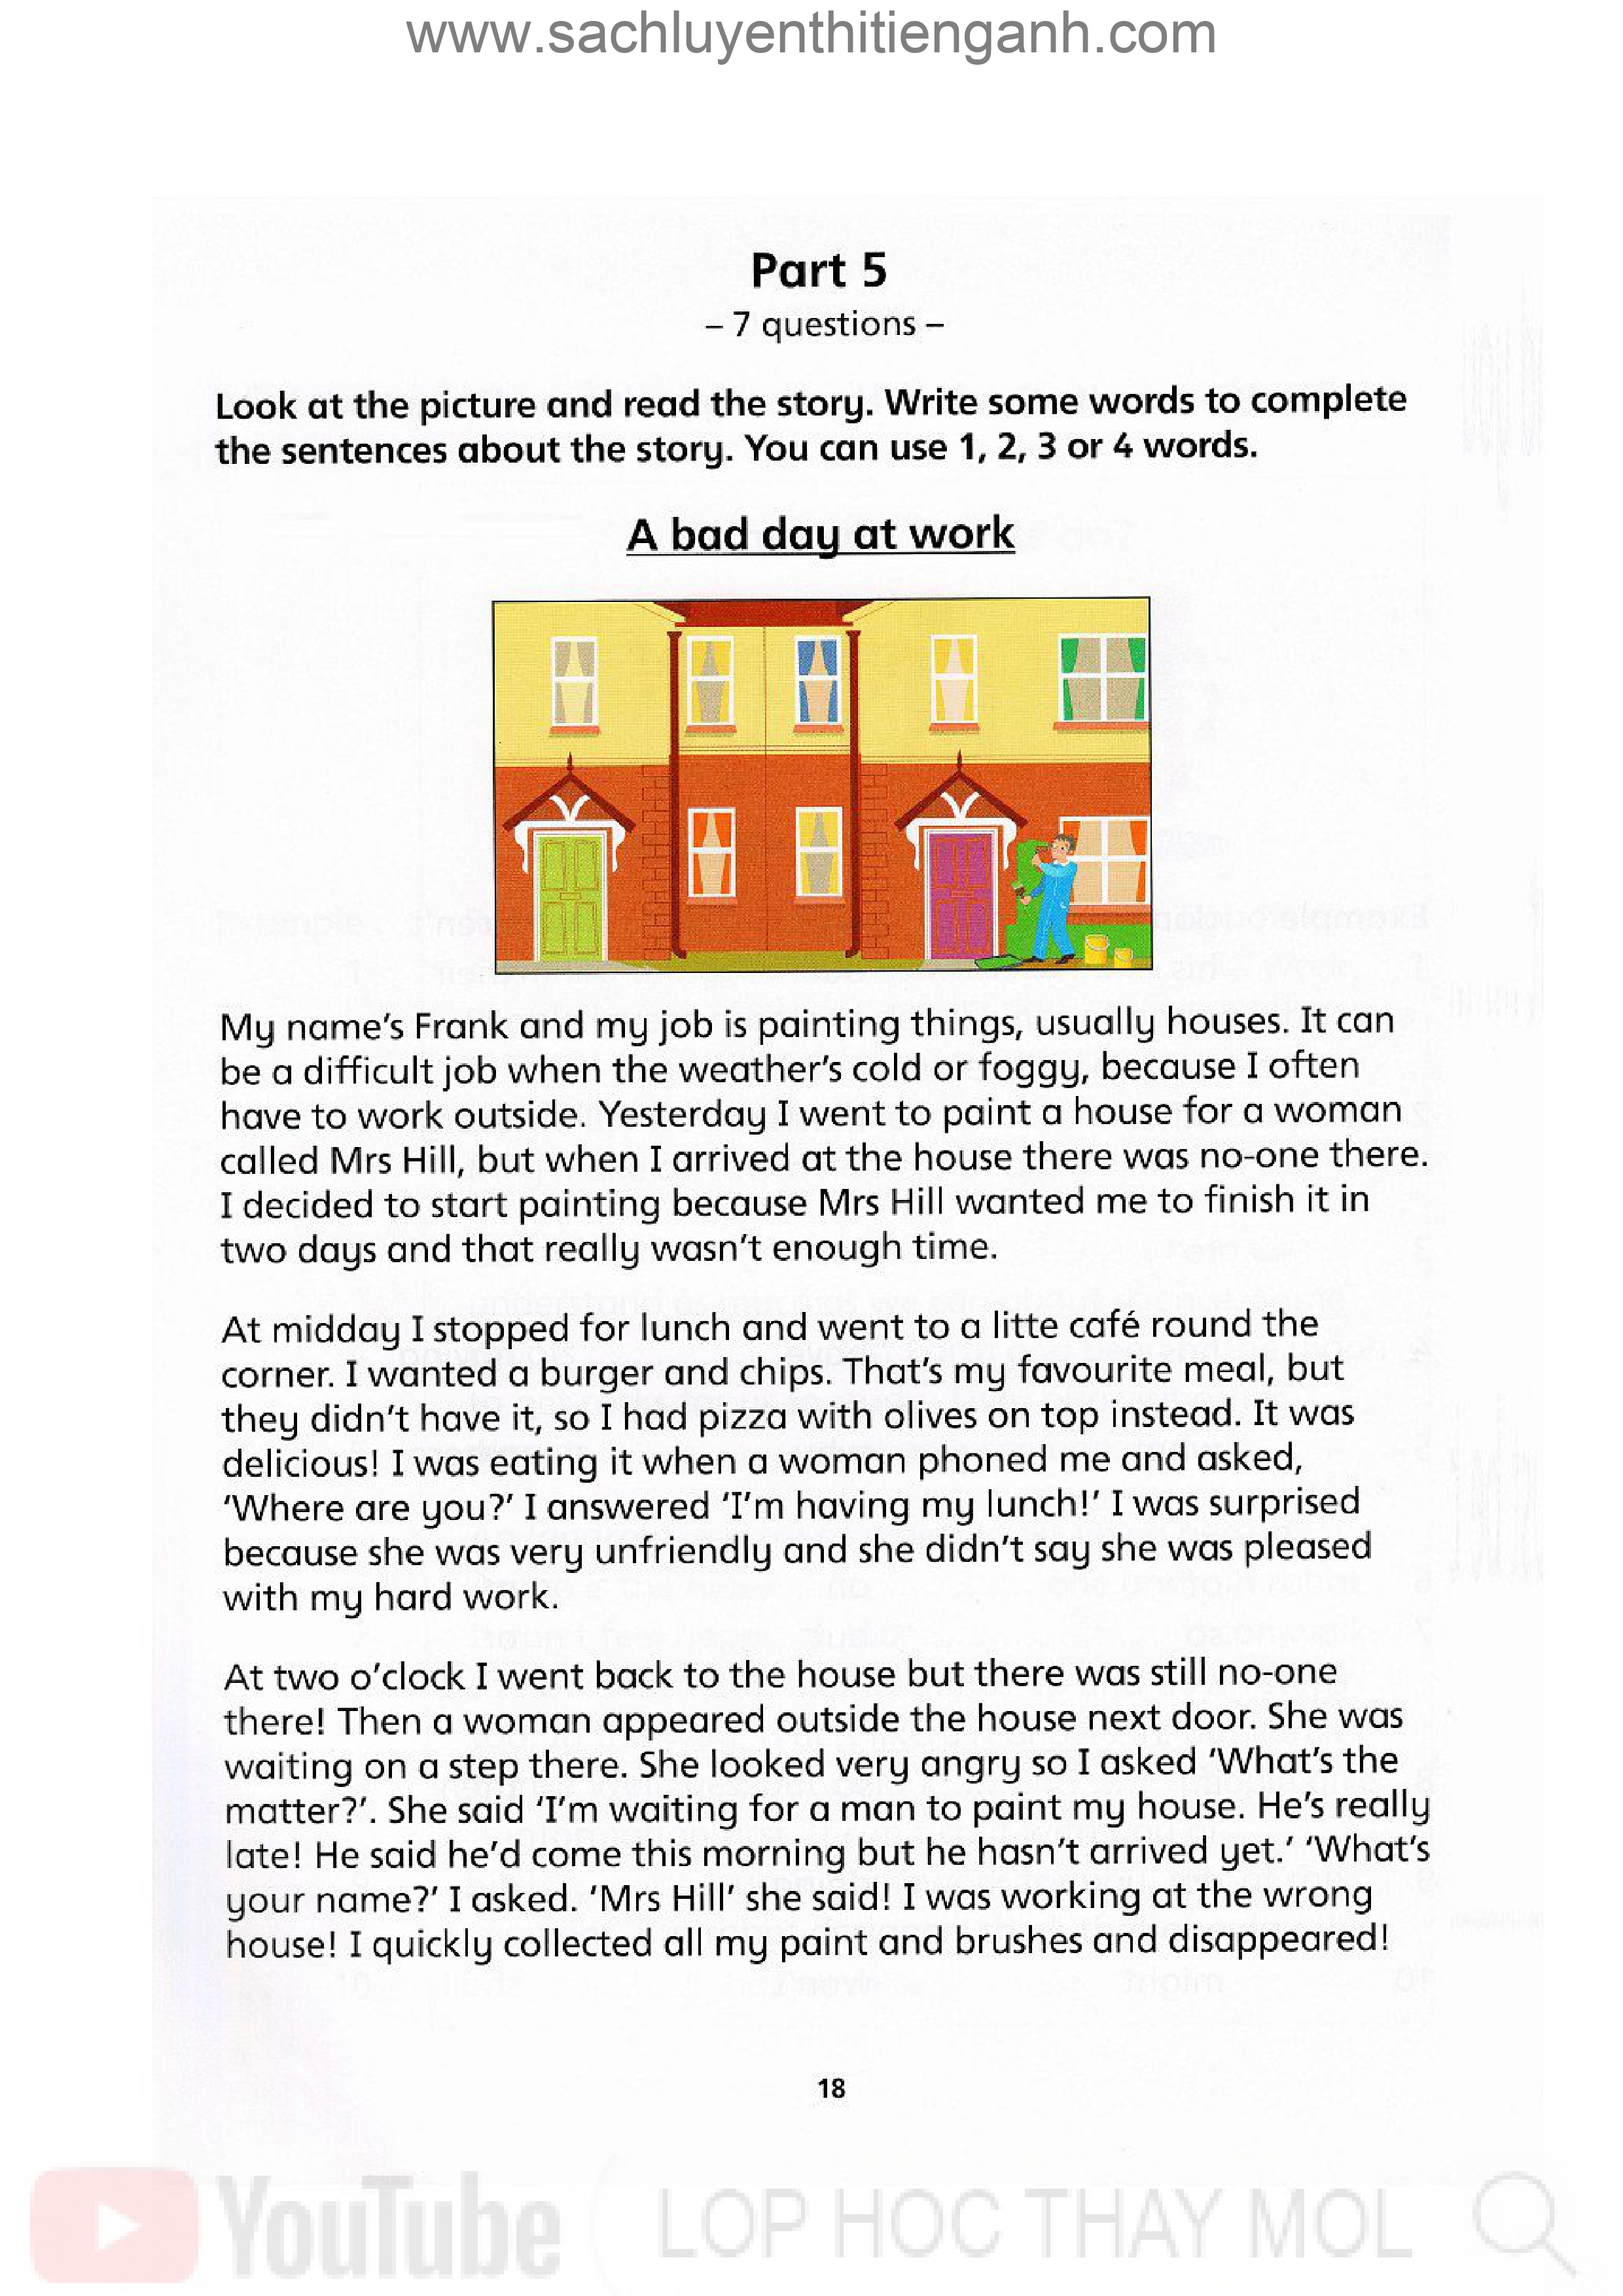 www.sachluyenthitienganh.com
Part 5
– 7 questions –
Look at the picture and read the story. Write some words to complete
the sentences about the story. You can use 1, 2, 3 or 4 words.
A bad day at work
My name's Frank and my job is painting things, usually houses. It can
be a difficult job when the weather's cold or foggy, because I often
have to work outside. Yesterday I went to paint a house for a woman
called Mrs Hill, but when I arrived at the house there was no-one there.
I decided to start painting because Mrs Hill wanted me to finish it in
two days and that really wasn't enough time.
At midday I stopped for lunch and went to a litte café round the
corner. I wanted a burger and chips. That's my favourite meal, but
they didn't have it, so I had pizza with olives on top instead. It was
delicious! I was eating it when a woman phoned me and asked,
'Where are you?' I answered 'I'm having my lunch!' I was surprised
because she was very unfriendly and she didn't say she was pleased
with my hard work.
At two o'clock I went back to the house but there was still no-one
there! Then a woman appeared outside the house next door. She was
waiting on a step there. She looked very angry so I asked 'What's the
matter?'. She said 'I'm waiting for a man to paint my house. He's really
late! He said he'd come this morning but he hasn't arrived yet.' 'What's
your name?' I asked. 'Mrs Hill' she said! I was working at the wrong
house! I quickly collected all my paint and brushes and disappeared!
18
YouTube LOP HOC THAY MOL